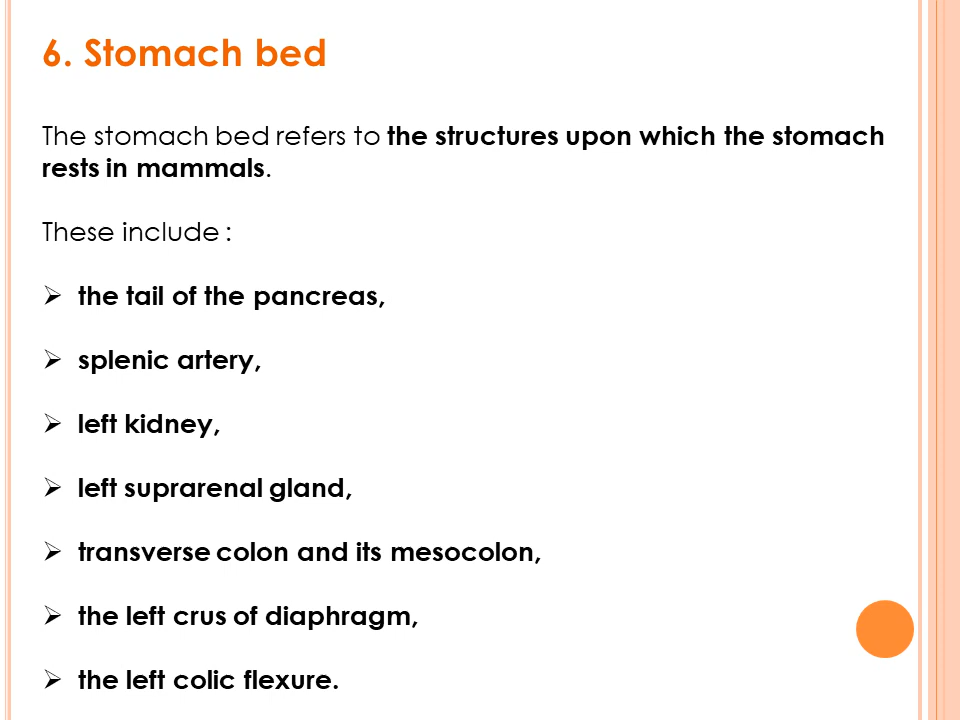 6. Stomach bed
The stomach bed refers to the structures upon which the stomach
rests in mammals.
These include :
➢ the tail of the pancreas,
➢ splenic artery,
➢ left kidney,
➢ left suprarenal gland,
➢ transverse colon and its mesocolon,
➢ the left crus of diaphragm,
➢ the left colic flexure.